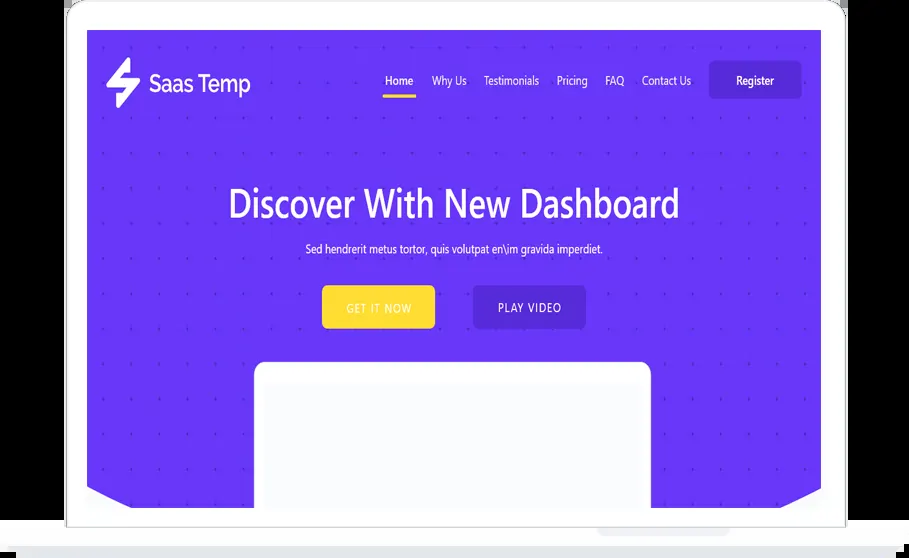 Saas Temp
Home Why Us Testimonials Pricing FAQ Contact Us Register
Discover With New Dashboard
Sed hendrerit metus tortor, quis volutpat en\im gravida imperdiet.
GET IT NOW PLAY VIDEO